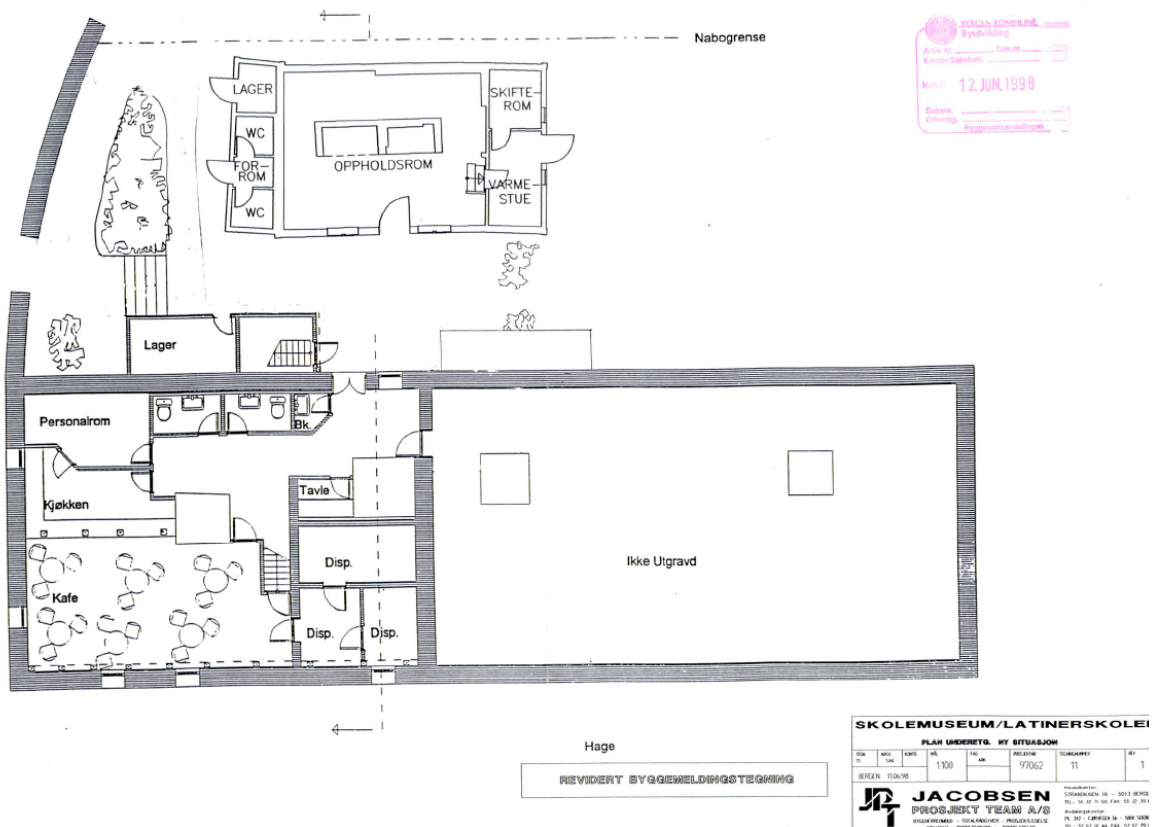 Nabogrense
BERGEN KOMMUNE
Byutvikling
12. JUN. 1998
Byggesaksavdelingen
LAGER
WC
FOR-
ROM
WC
OPPHOLDSROM
SKIFTE-
ROM
VARME-
STUE
Lager
Personalrom
Bk.
Kjøkken
Tavle
Disp.
Kafe
Disp.
Disp.
Ikke Utgravd
Hage
REVIDERT BYGGEMELDINGSTEGNING
SKOLEMUSEUM/LATINERSKOLEN
PLAN UNDERETG. NY SITUASJON
1:100
97062
11
1
BERGEN
JACOBSEN
PROSJEKT TEAM A/S